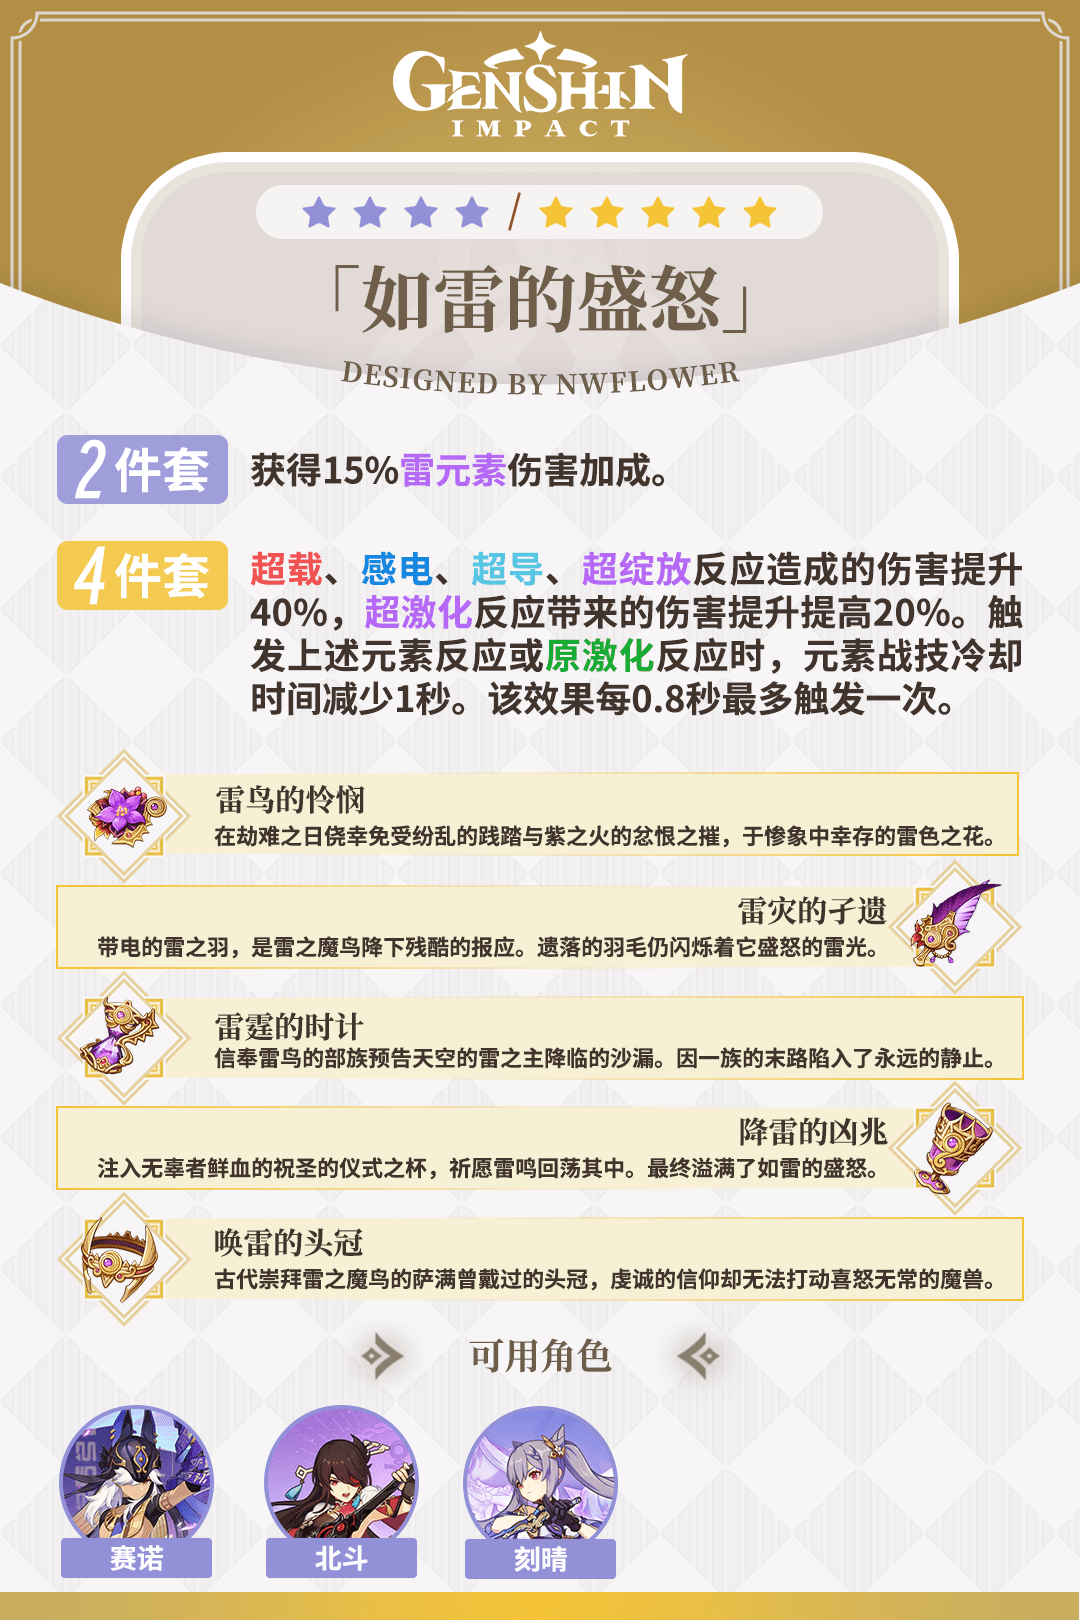 GENSHIN
IMPACT
「如雷的盛怒」
DESIGNED BY NWFLOWER
2件套
获得15%雷元素伤害加成。
4件套
超载、感电、超导、超绽放反应造成的伤害提升
40%，超激化反应带来的伤害提升提高20%。触
发上述元素反应或原激化反应时，元素战技冷却
时间减少1秒。该效果每0.8秒最多触发一次。
雷鸟的怜悯
在劫难之日侥幸免受纷乱的践踏与紫之火的忿恨之摧，于惨象中幸存的雷色之花。
雷灾的孑遗
带电的雷之羽，是雷之魔鸟降下残酷的报应。遗落的羽毛仍闪烁着它盛怒的雷光。
雷霆的时计
信奉雷鸟的部族预告天空的雷之主降临的沙漏。因一族的末路陷入了永远的静止。
降雷的凶兆
注入无辜者鲜血的祝圣的仪式之杯，祈愿雷鸣回荡其中。最终溢满了如雷的盛怒。
唤雷的头冠
古代崇拜雷之魔鸟的萨满曾戴过的头冠，虔诚的信仰却无法打动喜怒无常的魔兽。
可用角色
赛诺
北斗
刻晴